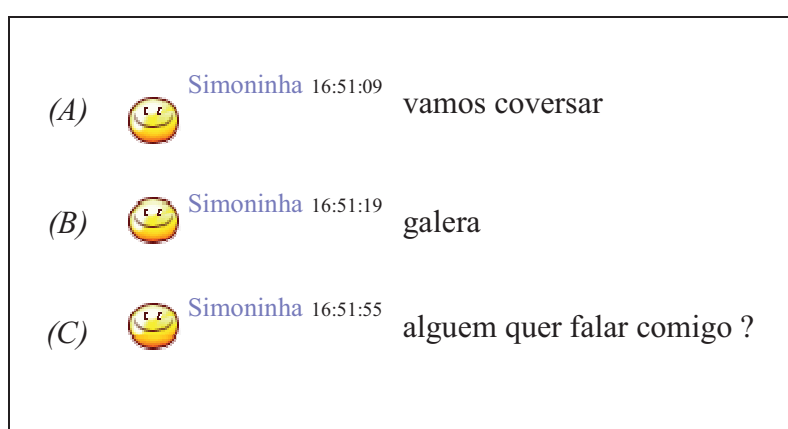 (A) Simoninha 16:51:09 vamos coversar
(B) Simoninha 16:51:19 galera
(C) Simoninha 16:51:55 alguem quer falar comigo ?